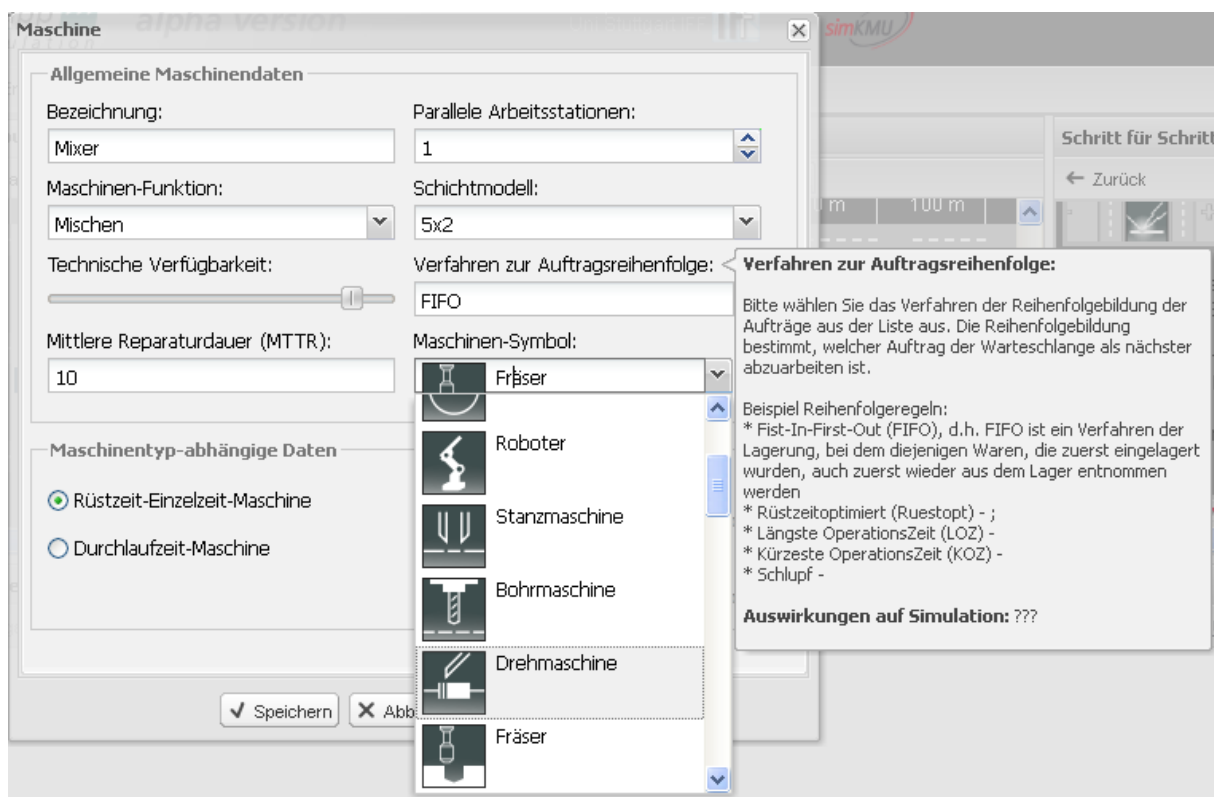 Maschine
alpha version
simKMU
Allgemeine Maschinendaten
Bezeichnung:
Parallele Arbeitsstationen:
Mixer
1
Maschinen-Funktion:
Schichtmodell:
Mischen
5x2
Technische Verfügbarkeit:
Verfahren zur Auftragsreihenfolge:
FIFO
Mittlere Reparaturdauer (MTTR):
Maschinen-Symbol:
10
Fräser
Roboter
Stanzmaschine
Bohrmaschine
Drehmaschine
Fräser
Maschinentyp-abhängige Daten
Rüstzeit-Einzelzeit-Maschine
Durchlaufzeit-Maschine
Speichern
Abb
Schritt für Schritt
Zurück
100 m
Verfahren zur Auftragsreihenfolge:
Bitte wählen Sie das Verfahren der Reihenfolgebildung der
Aufträge aus der Liste aus. Die Reihenfolgebildung
bestimmt, welcher Auftrag der Warteschlange als nächster
abzuarbeiten ist.
Beispiel Reihenfolgeregeln:
* Fist-In-First-Out (FIFO), d.h. FIFO ist ein Verfahren der
Lagerung, bei dem diejenigen Waren, die zuerst eingelagert
wurden, auch zuerst wieder aus dem Lager entnommen
werden
* Rüstzeitoptimiert (Ruestopt) - ;
* Längste OperationsZeit (LOZ) -
* Kürzeste OperationsZeit (KOZ) -
* Schlupf -
Auswirkungen auf Simulation: ???